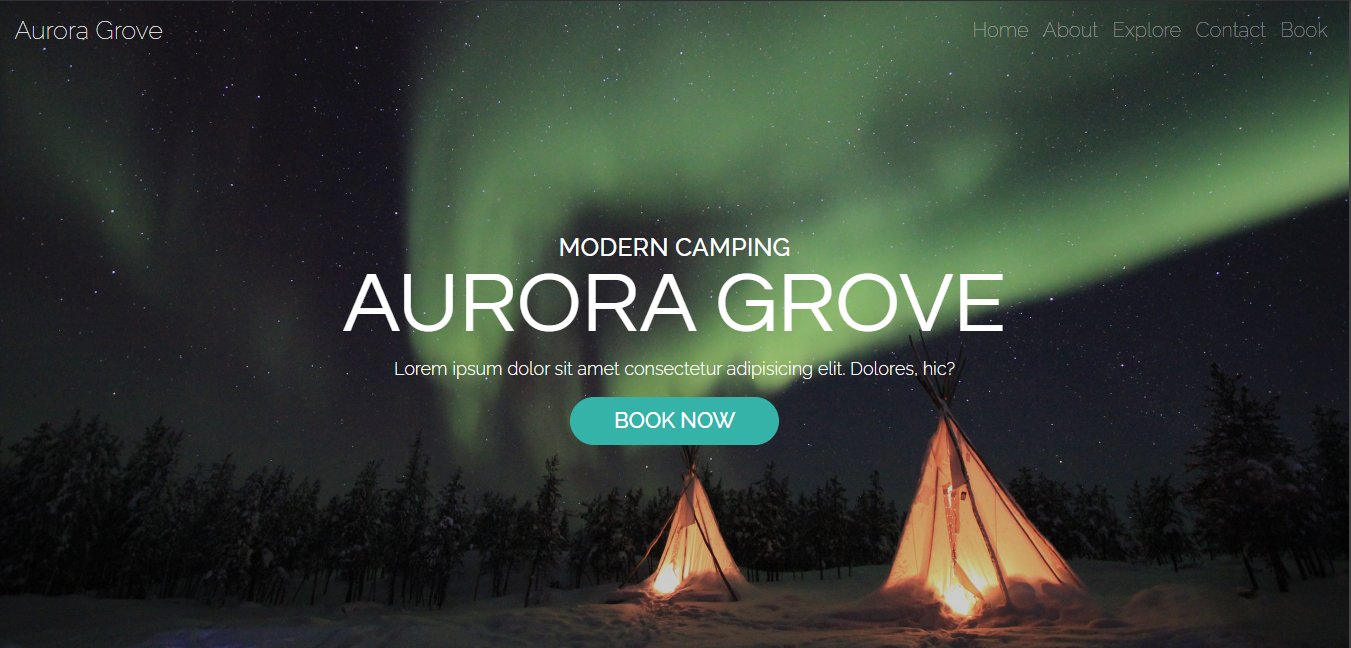 Aurora Grove
Home About Explore Contact Book
MODERN CAMPING
AURORA GROVE
Lorem ipsum dolor sit amet consectetur adipisicing elit. Dolores, hic?
BOOK NOW